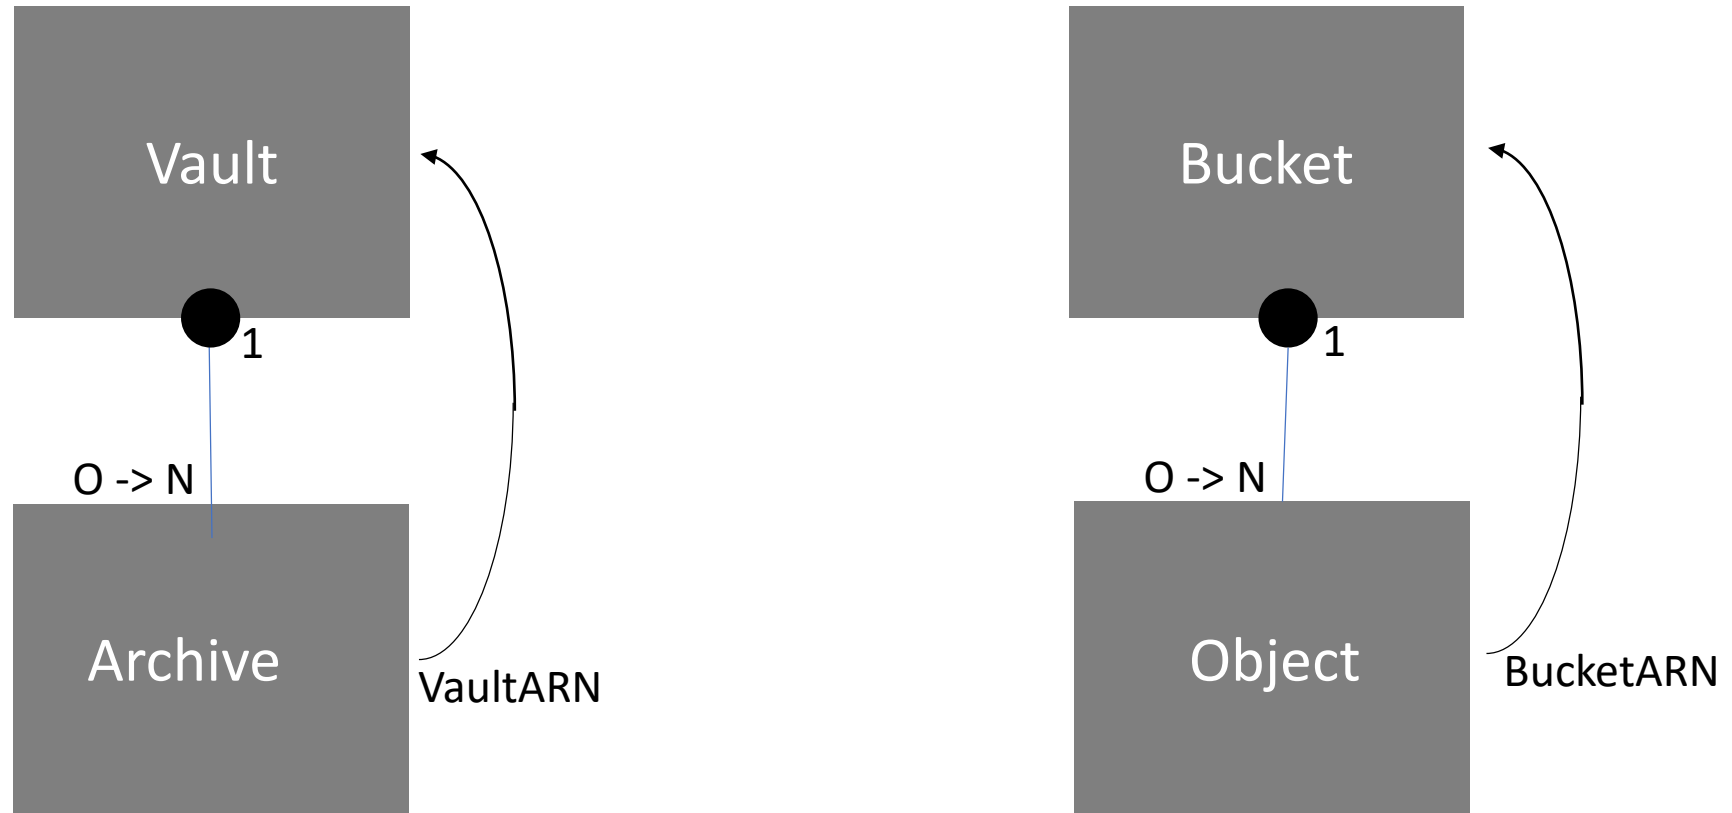 Vault
1
O -> N
Archive
VaultARN
Bucket
1
O -> N
Object
BucketARN